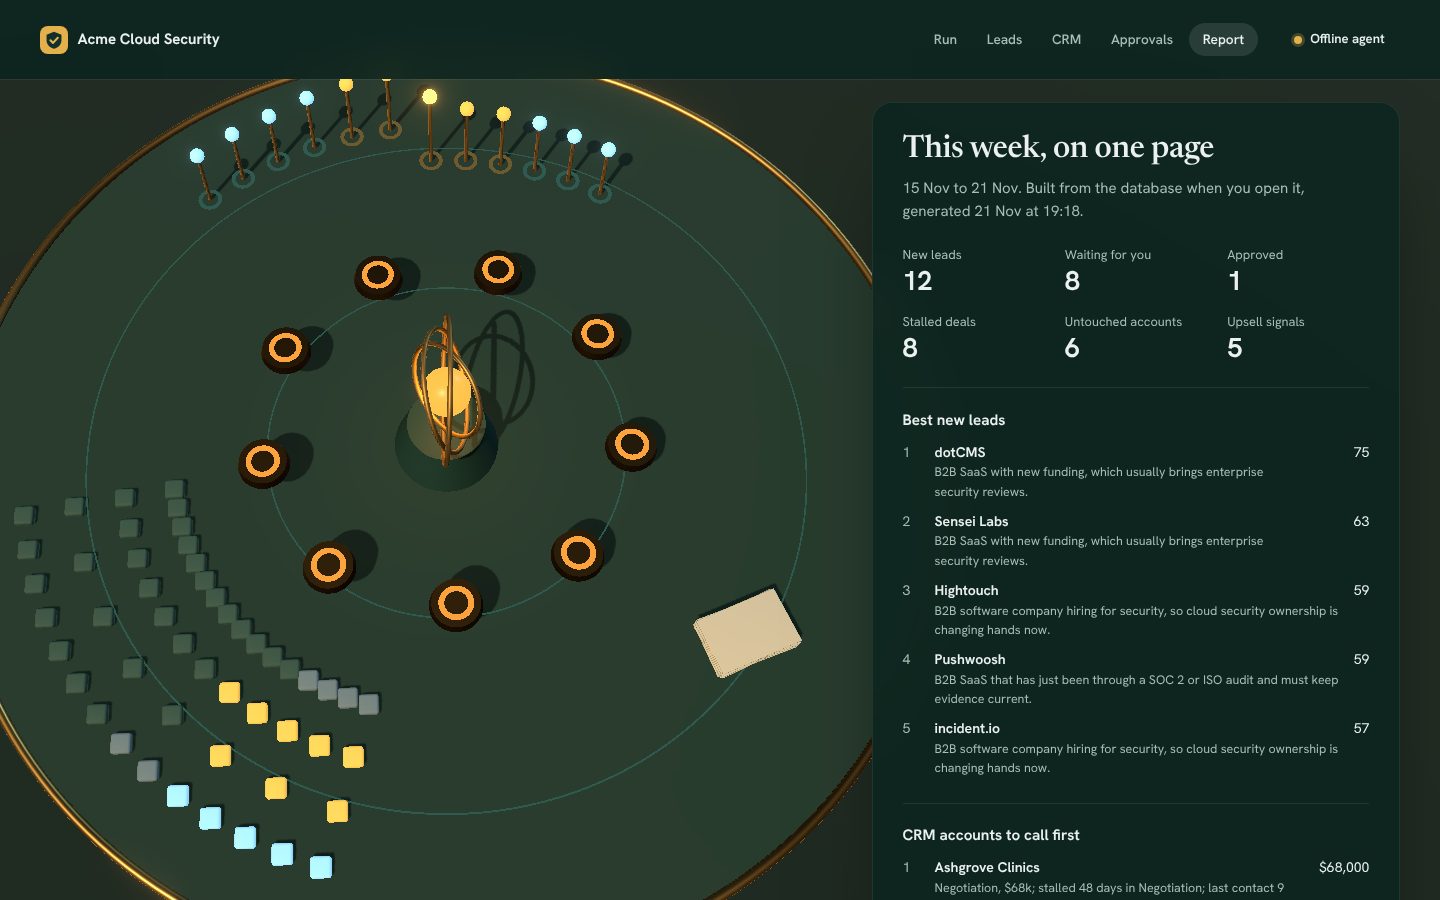 Acme Cloud Security
Run
Leads
CRM
Approvals
Report
Offline agent
This week, on one page
15 Nov to 21 Nov. Built from the database when you open it,
generated 21 Nov at 19:18.
New leads
Waiting for you
Approved
12
8
1
Stalled deals
Untouched accounts
Upsell signals
8
6
5
Best new leads
1 dotCMS 75
B2B SaaS with new funding, which usually brings enterprise
security reviews.
2 Sensei Labs 63
B2B SaaS with new funding, which usually brings enterprise
security reviews.
3 Hightouch 59
B2B software company hiring for security, so cloud security ownership is
changing hands now.
4 Pushwoosh 59
B2B SaaS that has just been through a SOC 2 or ISO audit and must keep
evidence current.
5 incident.io 57
B2B software company hiring for security, so cloud security ownership is
changing hands now.
CRM accounts to call first
1 Ashgrove Clinics $68,000
Negotiation, $68k; stalled 48 days in Negotiation; last contact 9